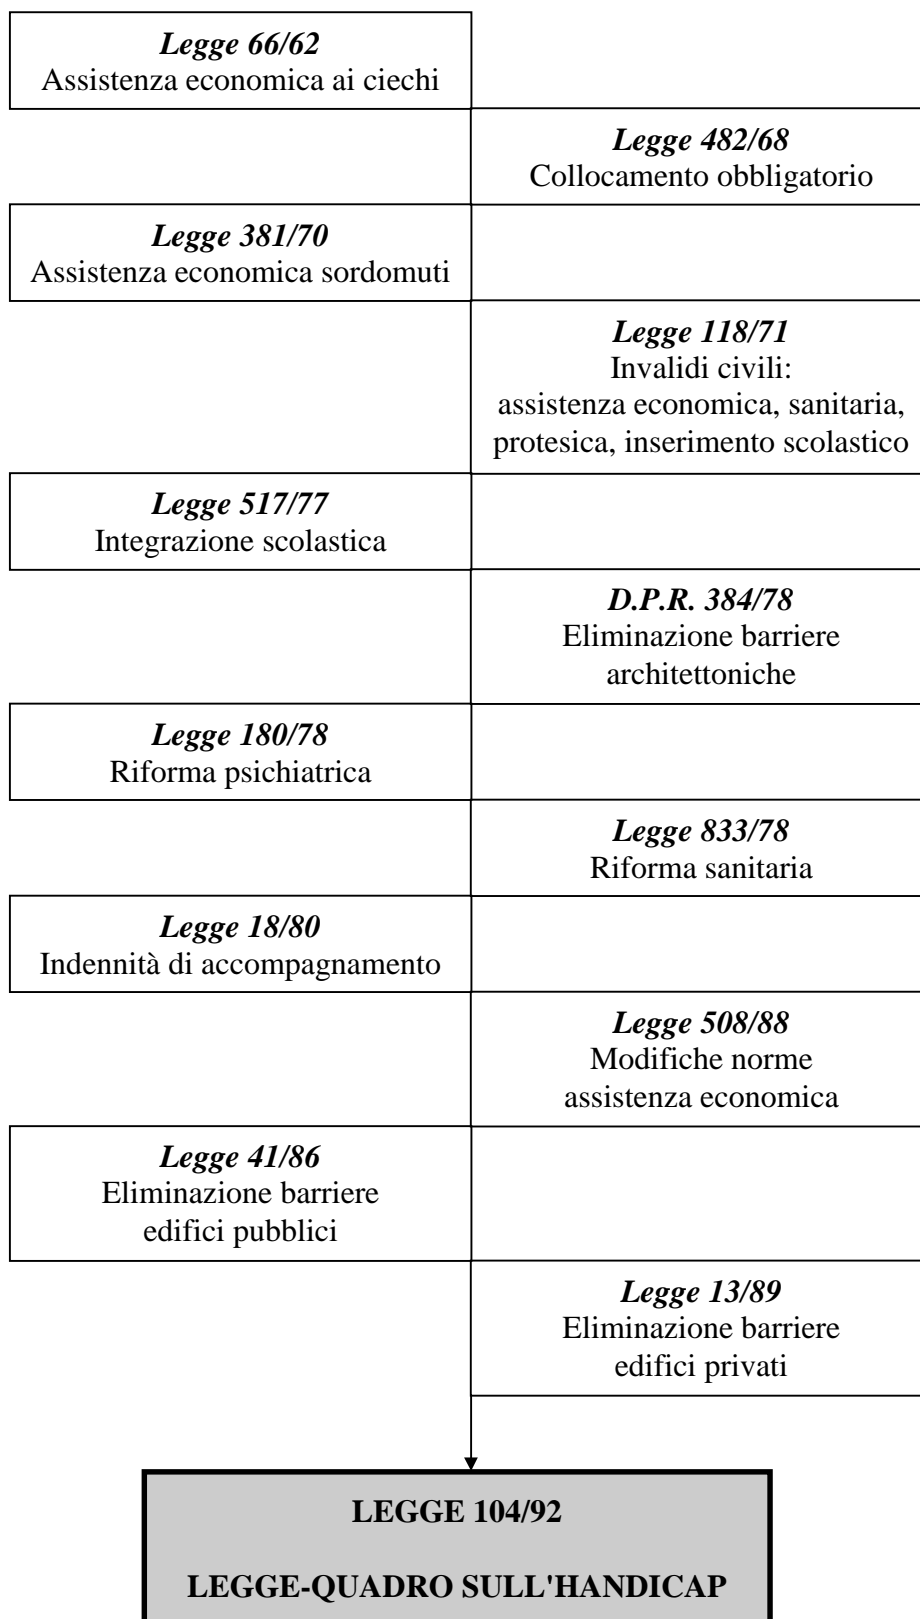 Legge 66/62
Assistenza economica ai ciechi
Legge 482/68
Collocamento obbligatorio
Legge 381/70
Assistenza economica sordomuti
Legge 118/71
Invalidi civili:
assistenza economica, sanitaria,
protesica, inserimento scolastico
Legge 517/77
Integrazione scolastica
D.P.R. 384/78
Eliminazione barriere
architettoniche
Legge 180/78
Riforma psichiatrica
Legge 833/78
Riforma sanitaria
Legge 18/80
Indennità di accompagnamento
Legge 508/88
Modifiche norme
assistenza economica
Legge 41/86
Eliminazione barriere
edifici pubblici
Legge 13/89
Eliminazione barriere
edifici privati
LEGGE 104/92
LEGGE-QUADRO SULL'HANDICAP